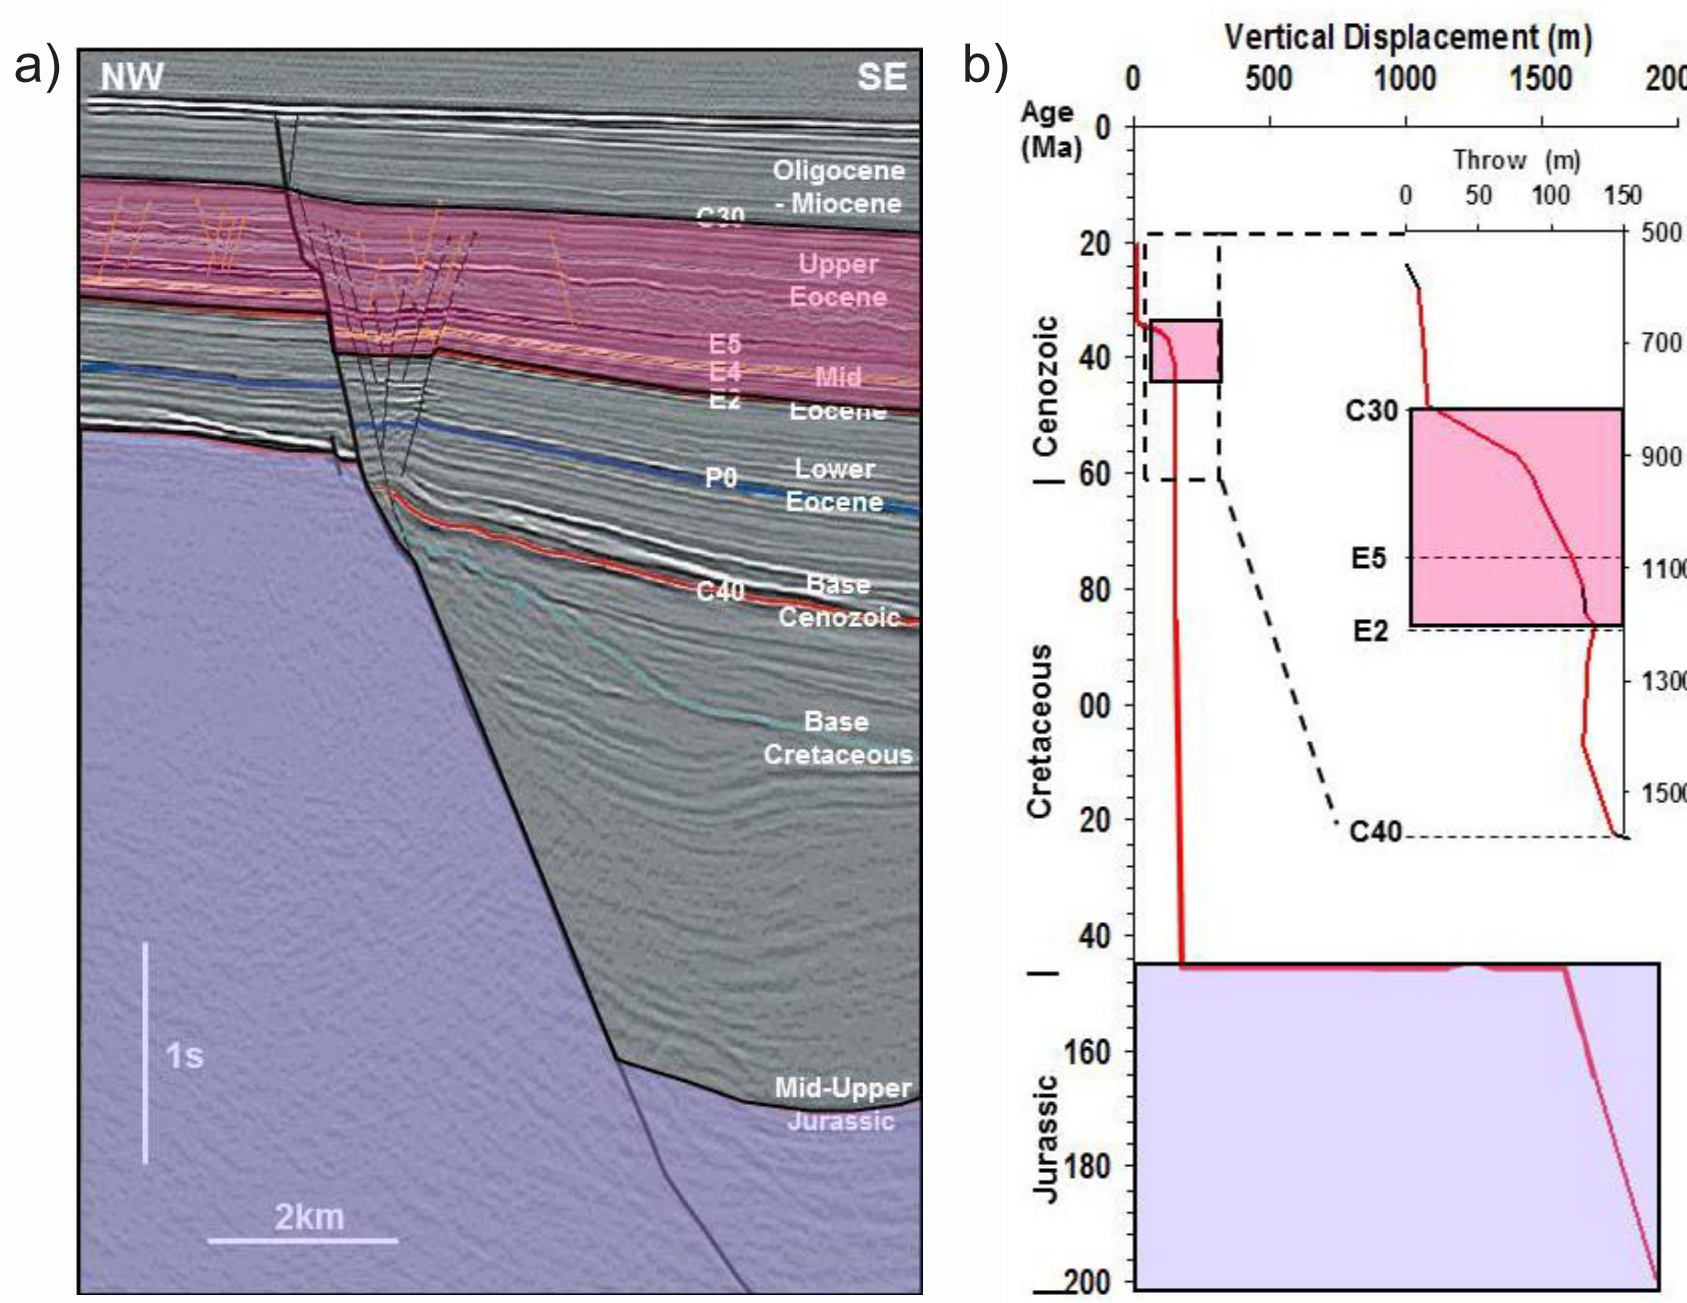 a)
NW
SE
Oligocene
- Miocene
C30
Upper
Eocene
E5
E4
Mid
E2
Eocene
P0
Lower
Eocene
C40
Base
Cenozoic
Base
Cretaceous
1s
Mid-Upper
Jurassic
2km
b)
Vertical Displacement (m)
0 500 1000 1500 200
Age
(Ma)
0
20
40
60
80
00
20
40
160
180
200
Cenozoic
Cretaceous
Jurassic
Throw (m)
0 50 100 150
500
700
900
1100
1300
1500
C30
E5
E2
C40